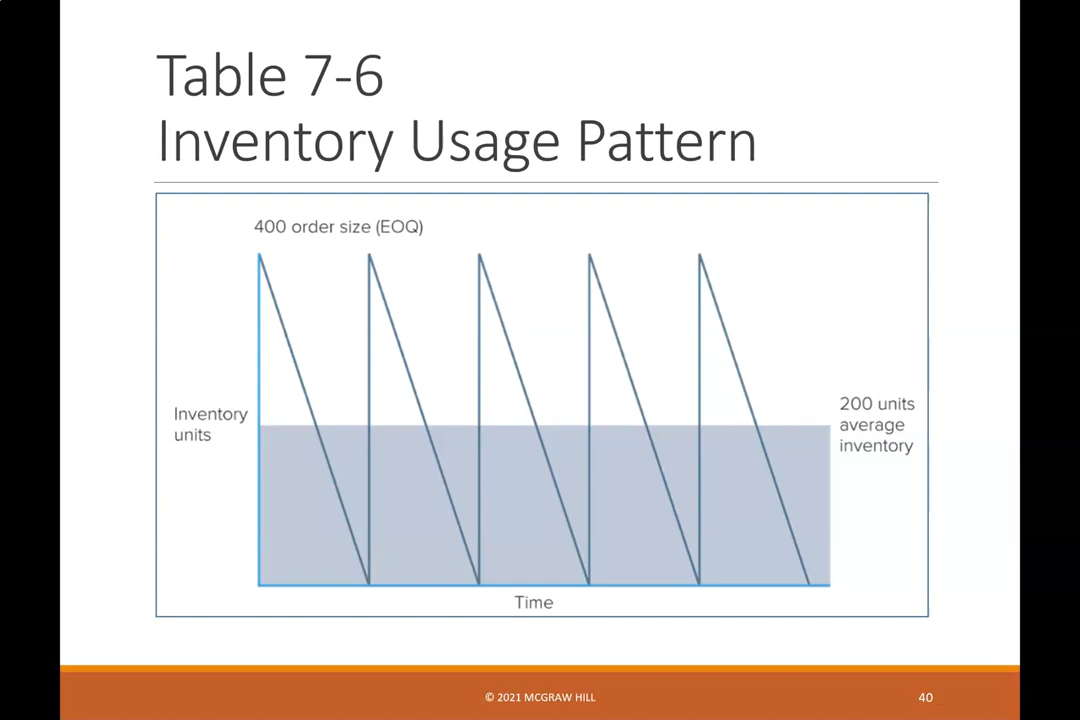 Table 7-6
Inventory Usage Pattern
400 order size (EOQ)
Inventory
units
200 units
average
inventory
Time
© 2021 MCGRAW HILL
40